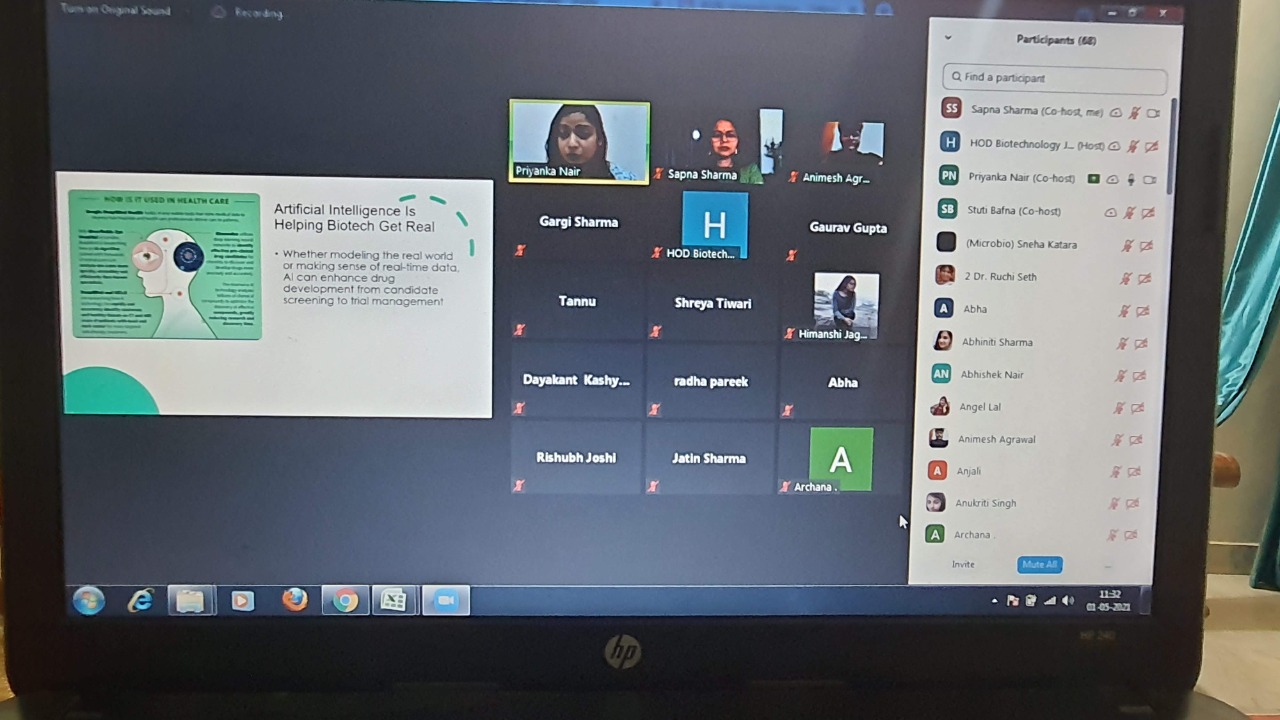 Turn on Original Sound
Recording
HOW IS IT USED IN HEALTH CARE
Artificial Intelligence Is
Helping Biotech Get Real
• Whether modeling the real world
or making sense of real-time data,
AI can enhance drug
development from candidate
screening to trial management
Priyanka Nair
Sapna Sharma
Animesh Agr...
Gargi Sharma
H
HOD Biotech...
Gaurav Gupta
Tannu
Shreya Tiwari
Himanshi Jag...
Dayakant Kashy...
radha pareek
Abha
Rishubh Joshi
Jatin Sharma
A
Archana .
Participants (68)
Find a participant
SS Sapna Sharma (Co-host, me)
H HOD Biotechnology J... (Host)
PN Priyanka Nair (Co-host)
SB Stuti Bafna (Co-host)
(Microbio) Sneha Katara
2 Dr. Ruchi Seth
A Abha
Abhiniti Sharma
AN Abhishek Nair
Angel Lal
Animesh Agrawal
A Anjali
Anukriti Singh
A Archana .
Invite
Mute All
...
11:32
01-05-2021
hp
HP 240